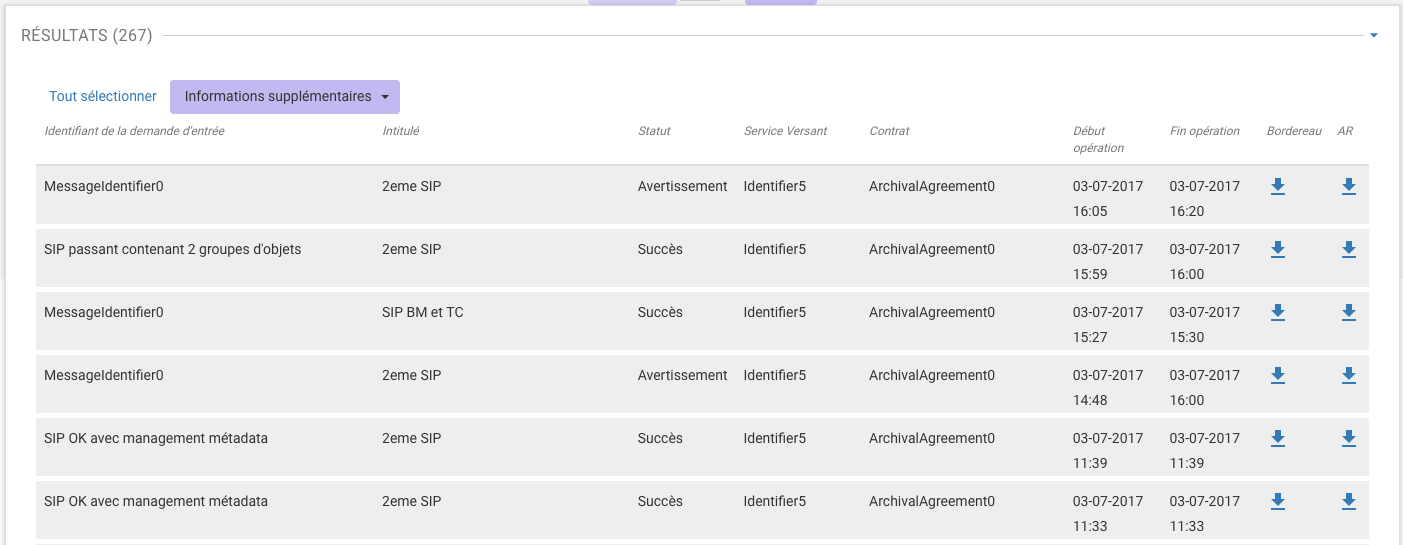 RÉSULTATS (267)
Tout sélectionner Informations supplémentaires
Identifiant de la demande d'entrée Intitulé Statut Service Versant Contrat Début Fin opération Bordereau AR
opération
MessageIdentifier0 2eme SIP Avertissement Identifier5 ArchivalAgreement0 03-07-2017 03-07-2017
16:05 16:20
SIP passant contenant 2 groupes d'objets 2eme SIP Succès Identifier5 ArchivalAgreement0 03-07-2017 03-07-2017
15:59 16:00
MessageIdentifier0 SIP BM et TC Succès Identifier5 ArchivalAgreement0 03-07-2017 03-07-2017
15:27 15:30
MessageIdentifier0 2eme SIP Avertissement Identifier5 ArchivalAgreement0 03-07-2017 03-07-2017
14:48 16:00
SIP OK avec management métadata 2eme SIP Succès Identifier5 ArchivalAgreement0 03-07-2017 03-07-2017
11:39 11:39
SIP OK avec management métadata 2eme SIP Succès Identifier5 ArchivalAgreement0 03-07-2017 03-07-2017
11:33 11:33